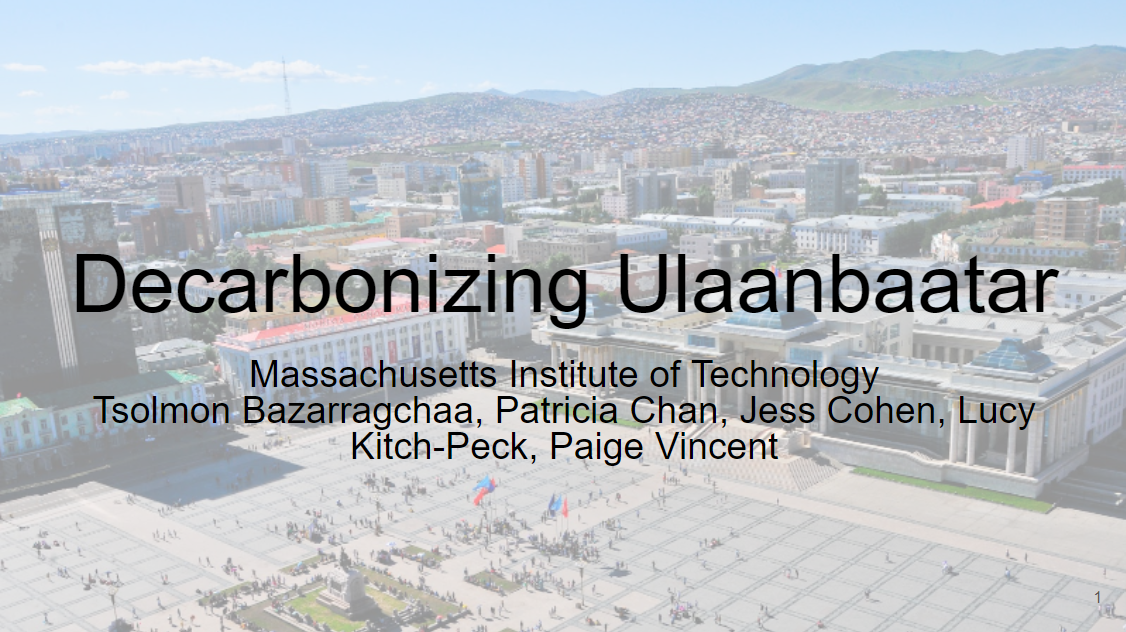 Decarbonizing Ulaanbaatar
Massachusetts Institute of Technology
Tsolmon Bazarragchaa, Patricia Chan, Jess Cohen, Lucy
Kitch-Peck, Paige Vincent
1